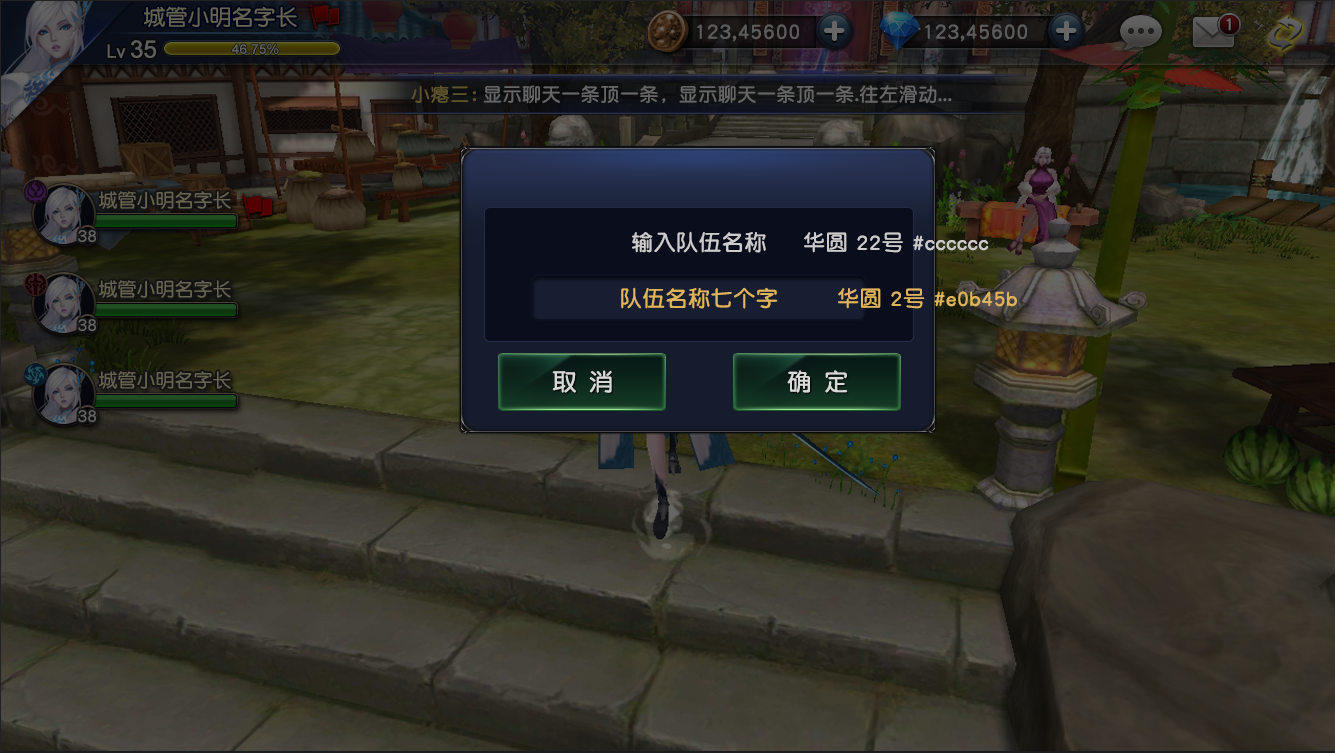 城管小明名字长
Lv 35
46.75%
123,45600
123,45600
1
小瘪三: 显示聊天一条顶一条，显示聊天一条顶一条.往左滑动...
城管小明名字长
38
城管小明名字长
38
城管小明名字长
38
输入队伍名称 华圆 22号 #cccccc
队伍名称七个字 华圆 2号 #e0b45b
取消
确定